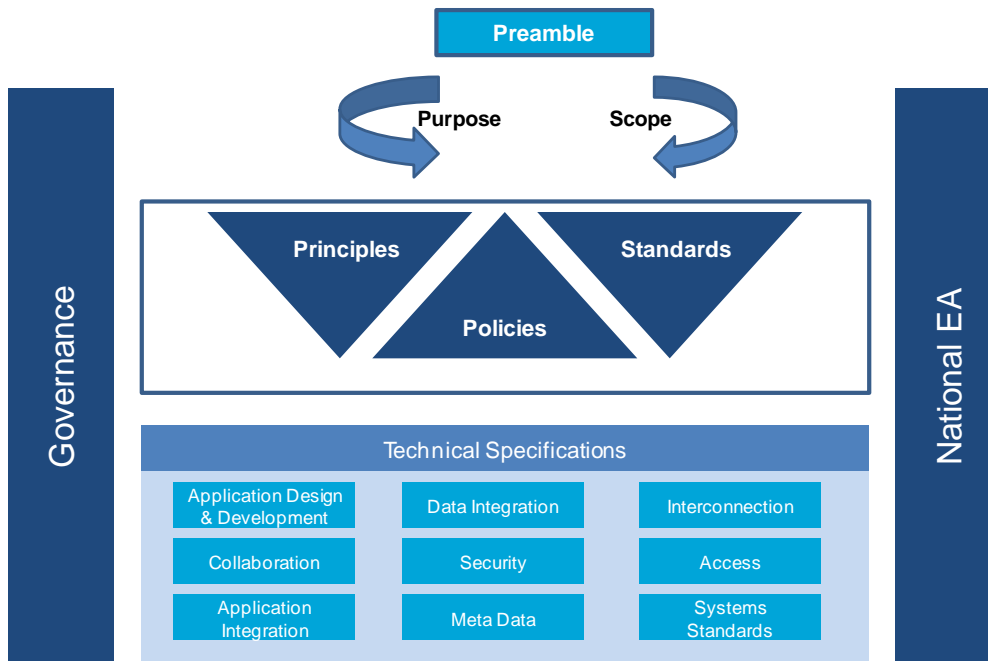 Preamble
Purpose
Scope
Governance
Principles
Policies
Standards
National EA
Technical Specifications
Application Design
& Development
Data Integration
Interconnection
Collaboration
Security
Access
Application
Integration
Meta Data
Systems
Standards